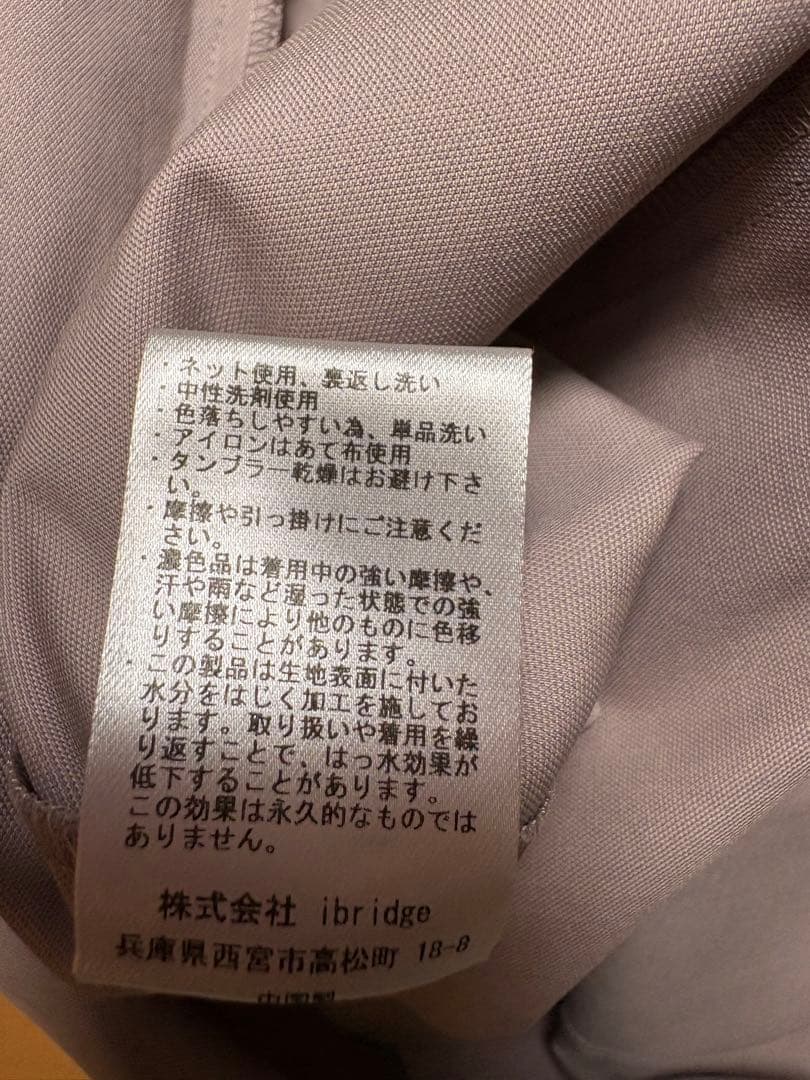 ・ネット使用、裏返し洗い
・中性洗剤使用
・色落ちしやすい為、単品洗い
・アイロンはあて布使用
・タンブラー乾燥はお避け下さ
い。
・摩擦や引っ掛けにご注意くだ
さい。
・濃色品は着用中の強い摩擦や、
汗や雨など湿った状態での強
い摩擦により他のものに色移
りすることがあります。
・この製品は生地表面に付いた
水分をはじく加工を施してお
ります。取り扱いや着用を繰
り返すことで、はっ水効果が
低下することがあります。
この効果は永久的なものでは
ありません。
株式会社 ibridge
兵庫県西宮市高松町 18-8
中国製